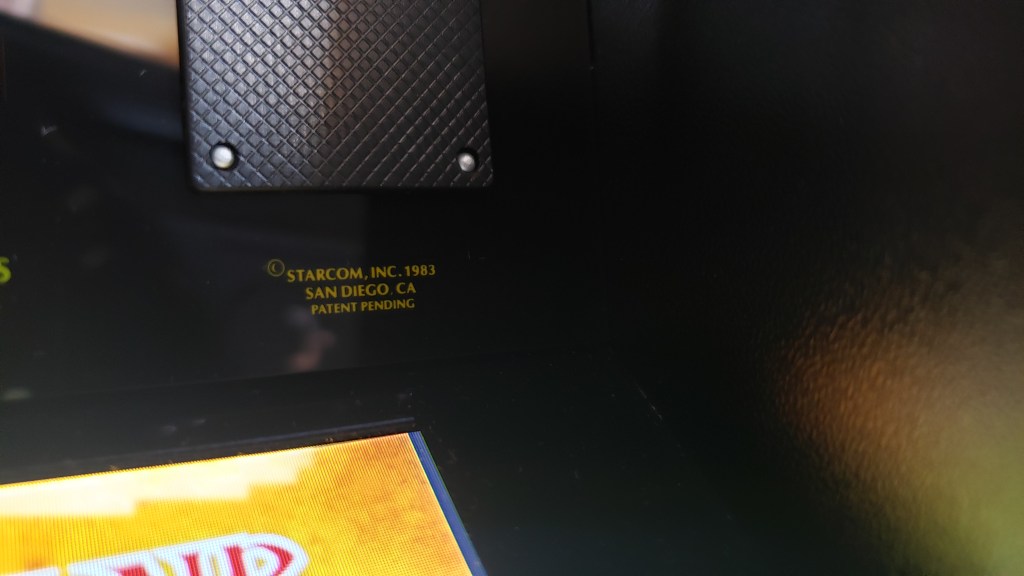 © STARCOM, INC. 1983
SAN DIEGO, CA
PATENT PENDING